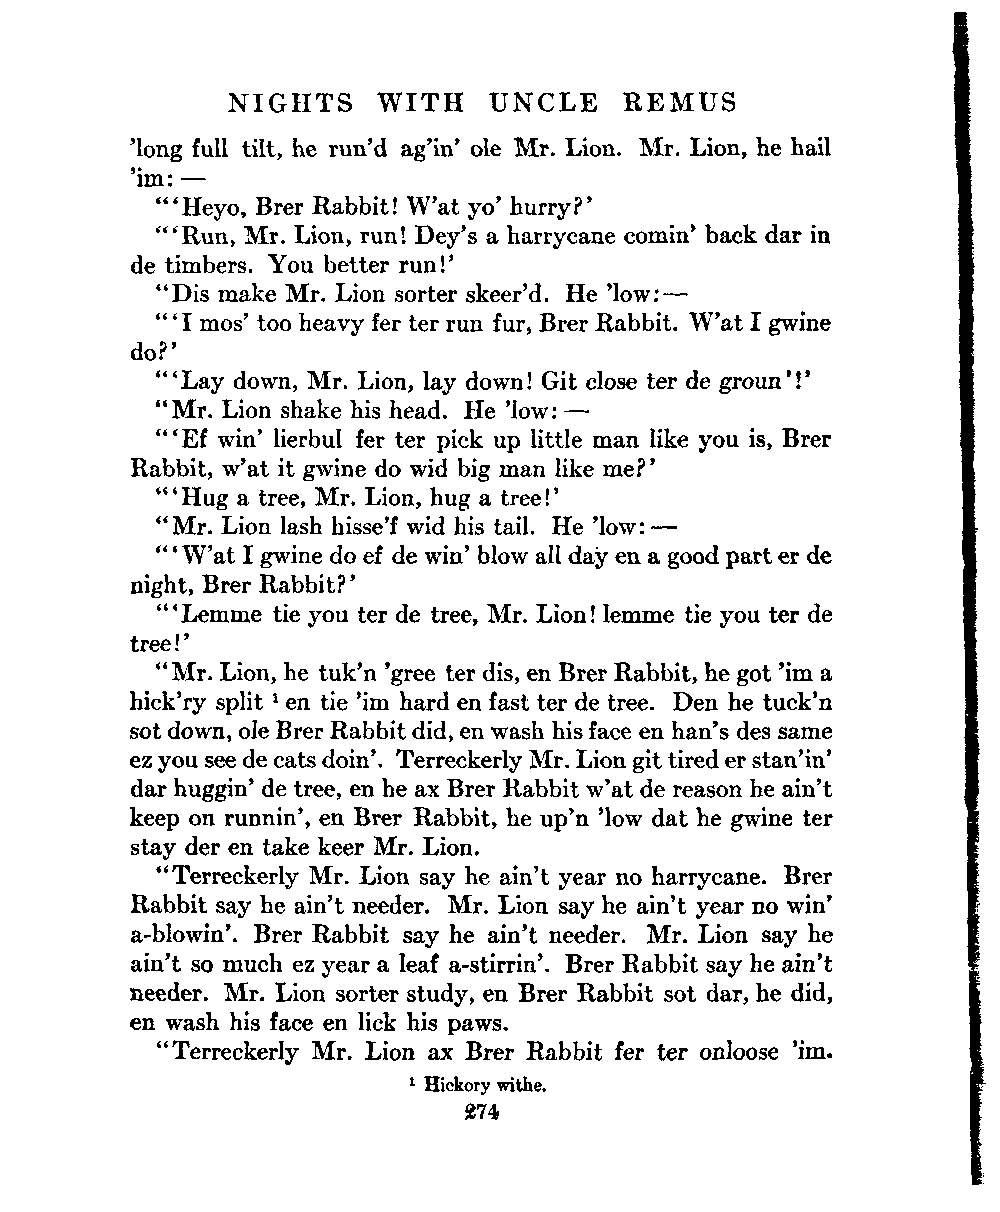 NIGHTS WITH UNCLE REMUS
’long full tilt, he run’d ag’in’ ole Mr. Lion. Mr. Lion, he hail
’im: —
“‘Heyo, Brer Rabbit! W’at yo’ hurry?’
“‘Run, Mr. Lion, run! Dey’s a harrycane comin’ back dar in
de timbers. You better run!’
“Dis make Mr. Lion sorter skeer’d. He ’low:—
“‘I mos’ too heavy fer ter run fur, Brer Rabbit. W’at I gwine
do?’
“‘Lay down, Mr. Lion, lay down! Git close ter de groun’!’
“Mr. Lion shake his head. He ’low: —
“‘Ef win’ lierbul fer ter pick up little man like you is, Brer
Rabbit, w’at it gwine do wid big man like me?’
“‘Hug a tree, Mr. Lion, hug a tree!’
“Mr. Lion lash hisse’f wid his tail. He ’low: —
“‘W’at I gwine do ef de win’ blow all day en a good part er de
night, Brer Rabbit?’
“‘Lemme tie you ter de tree, Mr. Lion! lemme tie you ter de
tree!’
“Mr. Lion, he tuk’n ’gree ter dis, en Brer Rabbit, he got ’im a
hick’ry split ¹ en tie ’im hard en fast ter de tree. Den he tuck’n
sot down, ole Brer Rabbit did, en wash his face en han’s des same
ez you see de cats doin’. Terreckerly Mr. Lion git tired er stan’in’
dar huggin’ de tree, en he ax Brer Rabbit w’at de reason he ain’t
keep on runnin’, en Brer Rabbit, he up’n ’low dat he gwine ter
stay der en take keer Mr. Lion.
“Terreckerly Mr. Lion say he ain’t year no harrycane. Brer
Rabbit say he ain’t needer. Mr. Lion say he ain’t year no win’
a-blowin’. Brer Rabbit say he ain’t needer. Mr. Lion say he
ain’t so much ez year a leaf a-stirrin’. Brer Rabbit say he ain’t
needer. Mr. Lion sorter study, en Brer Rabbit sot dar, he did,
en wash his face en lick his paws.
“Terreckerly Mr. Lion ax Brer Rabbit fer ter onloose ’im.
¹ Hickory withe.
274